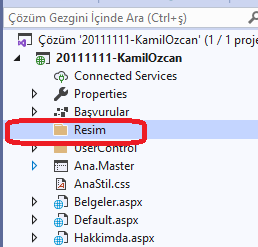 Çözüm Gezgini İçinde Ara (Ctrl+ş)
Çözüm '20111111-KamilOzcan' (1 / 1 proje
20111111-KamilOzcan
Connected Services
Properties
Başvurular
Resim
UserControl
Ana.Master
AnaStil.css
Belgeler.aspx
Default.aspx
Hakkimda.aspx